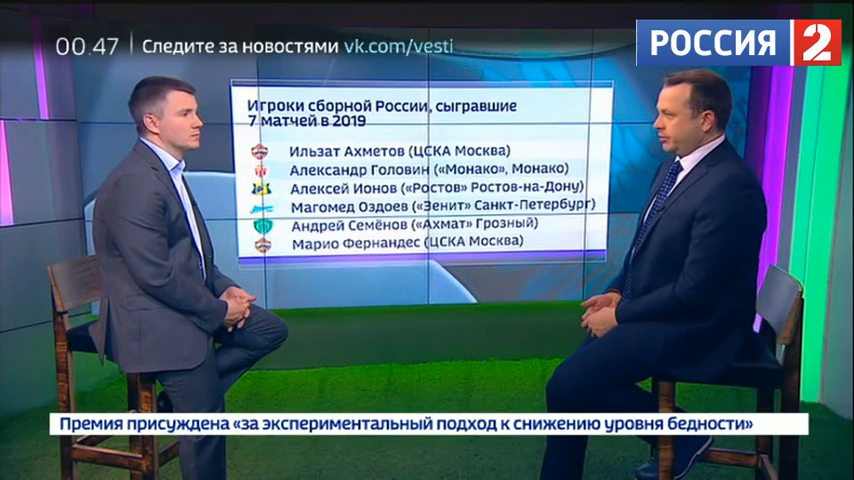 00.47 | Следите за новостями vk.com/vesti
РОССИЯ 2
Игроки сборной России, сыгравшие
7 матчей в 2019
Ильзат Ахметов (ЦСКА Москва)
Александр Головин («Монако», Монако)
Алексей Ионов («Ростов» Ростов-на-Дону)
Магомед Оздоев («Зенит» Санкт-Петербург)
Андрей Семёнов («Ахмат» Грозный)
Марио Фернандес (ЦСКА Москва)
Премия присуждена «за экспериментальный подход к снижению уровня бедности»